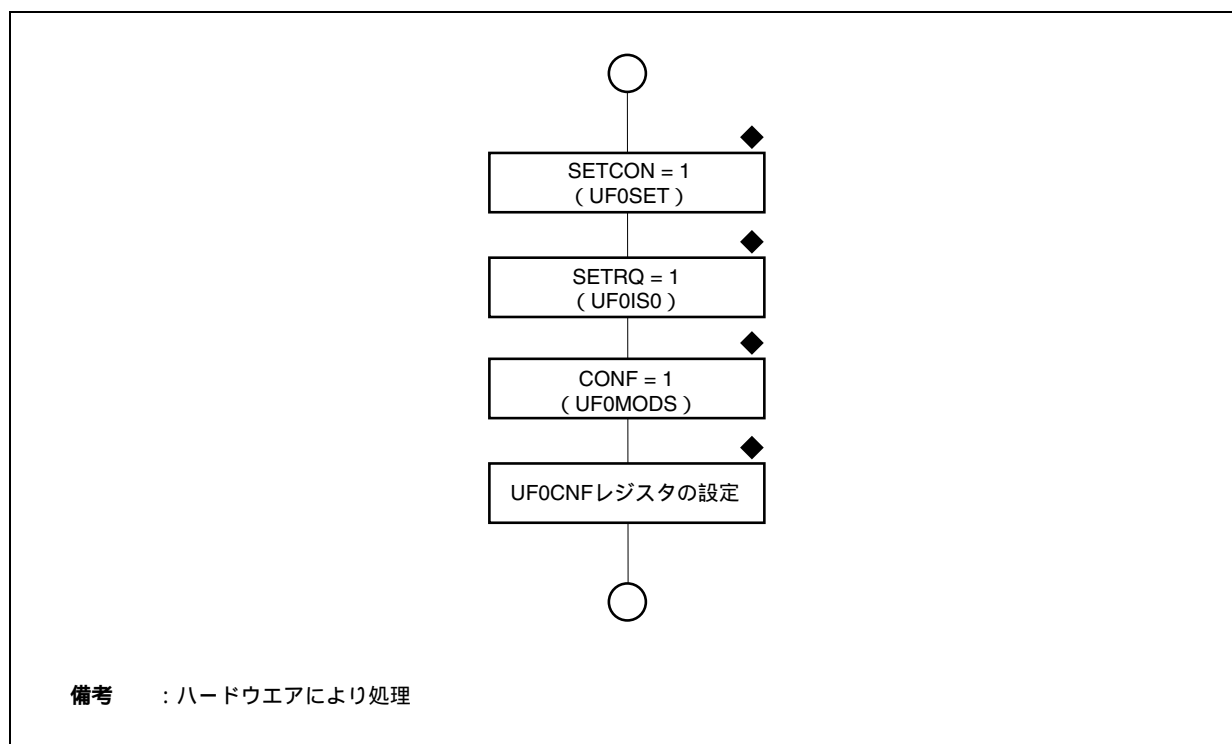 SETCON = 1
（UF0SET）
SETRQ = 1
（UF0IS0）
CONF = 1
（UF0MODS）
UF0CNFレジスタの設定
備考　：ハードウエアにより処理